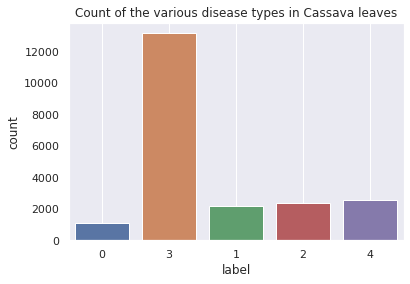 Count of the various disease types in Cassava leaves
12000
10000
8000
6000
4000
2000
0
count
0 3 1 2 4
label